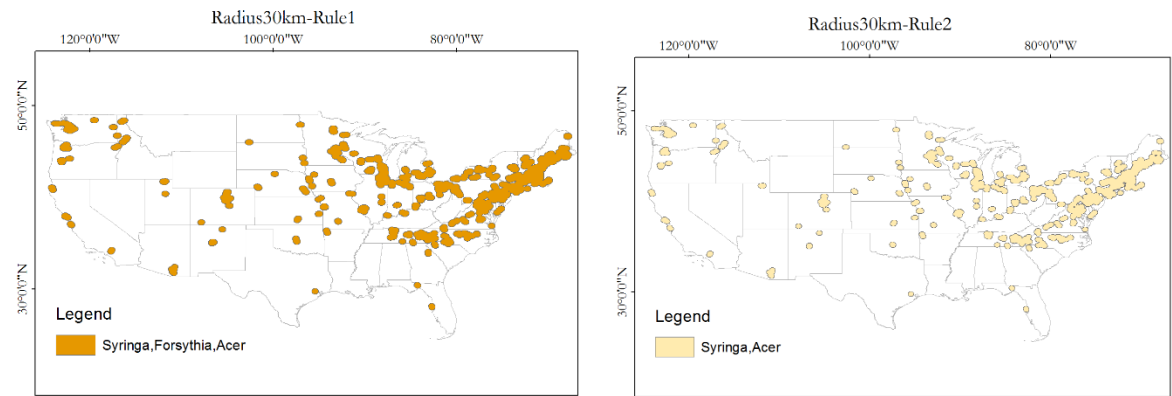 Radius30km-Rule1
120°0'0"W 100°0'0"W 80°0'0"W
50°0'0"N
30°0'0"N
Legend
Syringa,Forsythia,Acer
Radius30km-Rule2
120°0'0"W 100°0'0"W 80°0'0"W
50°0'0"N
30°0'0"N
Legend
Syringa,Acer